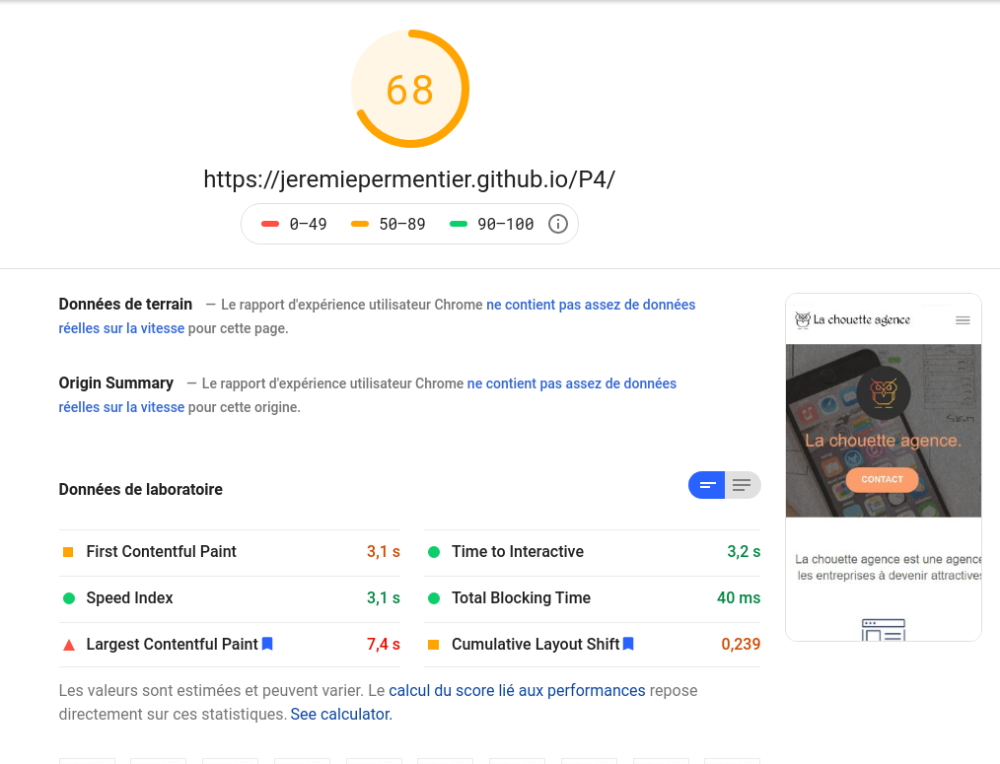 68
https://jeremiepermentier.github.io/P4/
0–49 50–89 90–100
Données de terrain — Le rapport d'expérience utilisateur Chrome ne contient pas assez de données
réelles sur la vitesse pour cette page.
Origin Summary — Le rapport d'expérience utilisateur Chrome ne contient pas assez de données
réelles sur la vitesse pour cette origine.
Données de laboratoire
First Contentful Paint 3,1 s
Time to Interactive 3,2 s
Speed Index 3,1 s
Total Blocking Time 40 ms
Largest Contentful Paint 7,4 s
Cumulative Layout Shift 0,239
Les valeurs sont estimées et peuvent varier. Le calcul du score lié aux performances repose
directement sur ces statistiques. See calculator.
La chouette agence
La chouette agence.
CONTACT
La chouette agence est une agence
les entreprises à devenir attractives